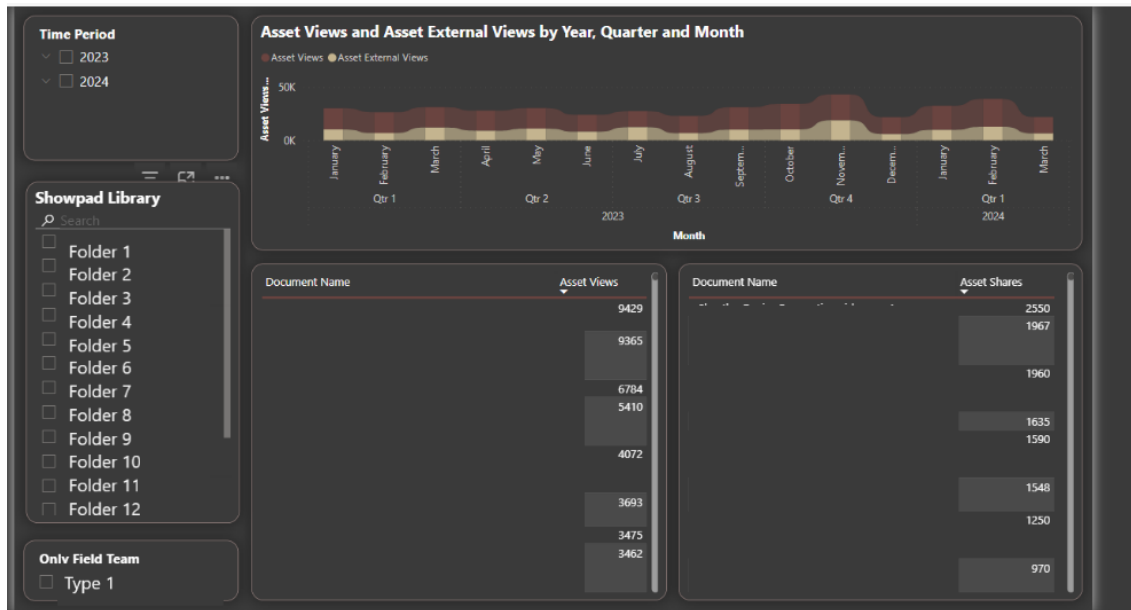 Time Period
2023
2024
Showpad Library
Search
Folder 1
Folder 2
Folder 3
Folder 4
Folder 5
Folder 6
Folder 7
Folder 8
Folder 9
Folder 10
Folder 11
Folder 12
Only Field Team
Type 1
Asset Views and Asset External Views by Year, Quarter and Month
Asset Views Asset External Views
Asset Views...
50K
0K
January February March April May June July August Septem... October Novem... Decem... January February March
Qtr 1 Qtr 2 Qtr 3 Qtr 4 Qtr 1
2023 2024
Month
Document Name Asset Views
9429
9365
6784
5410
4072
3693
3475
3462
Document Name Asset Shares
2550
1967
1960
1635
1590
1548
1250
970